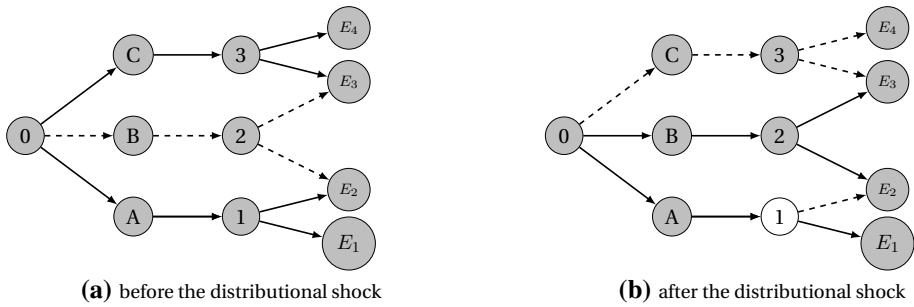 E₄
C 3
E₃
0 B 2
E₂
A 1
E₁
(a) before the distributional shock
E₄
C 3
E₃
0 B 2
E₂
A 1
E₁
(b) after the distributional shock